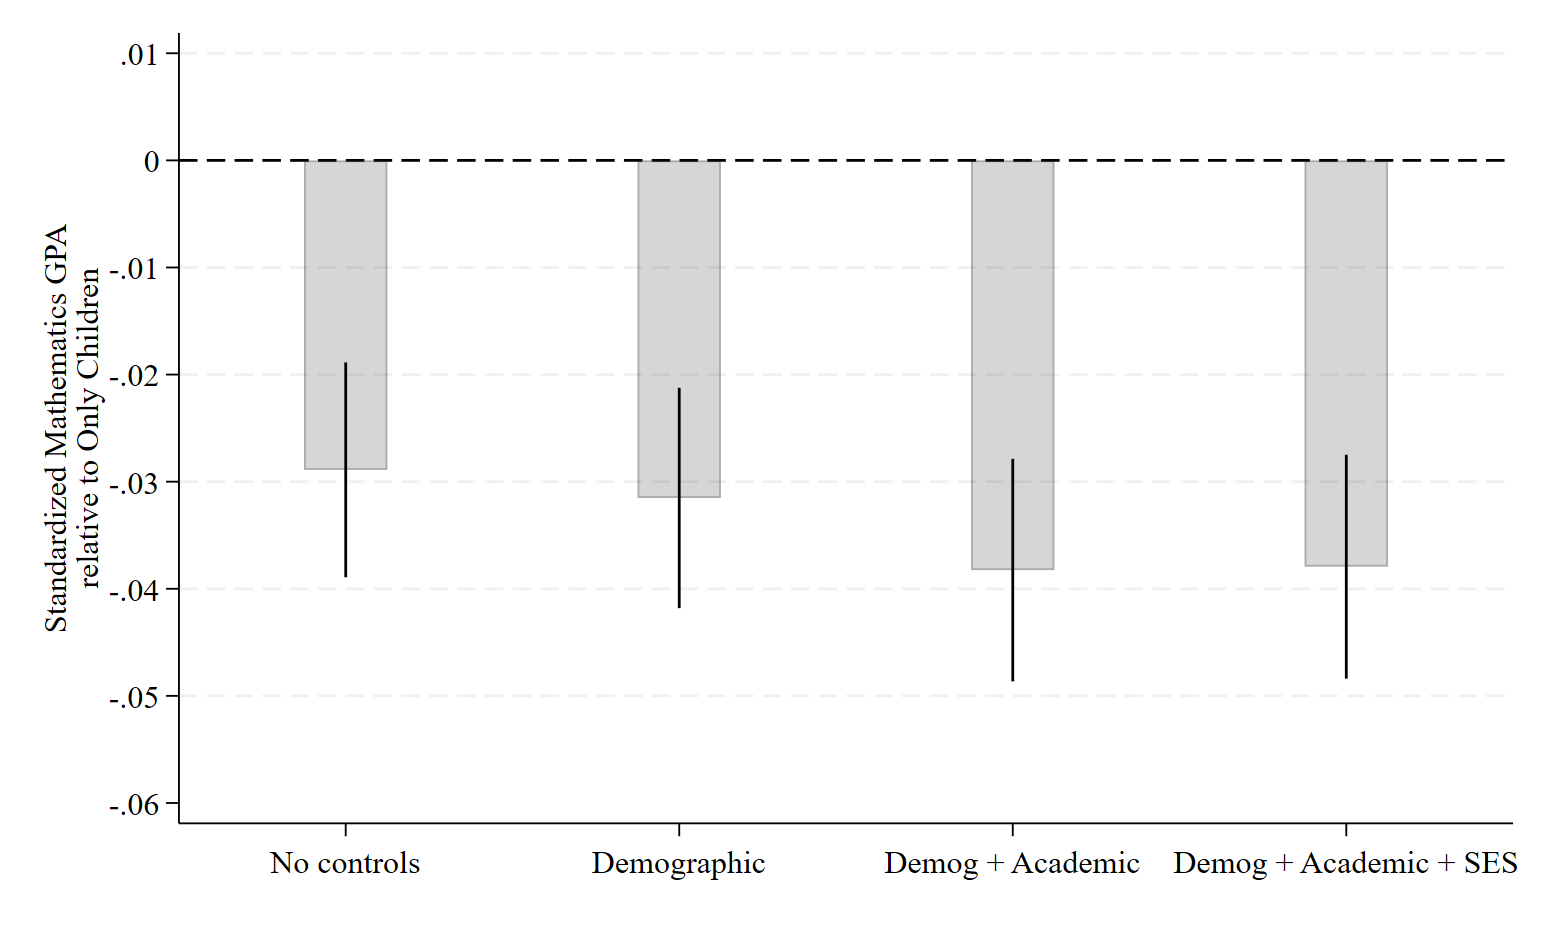 Standardized Mathematics GPA
relative to Only Children
.01
0
-.01
-.02
-.03
-.04
-.05
-.06
No controls
Demographic
Demog + Academic
Demog + Academic + SES